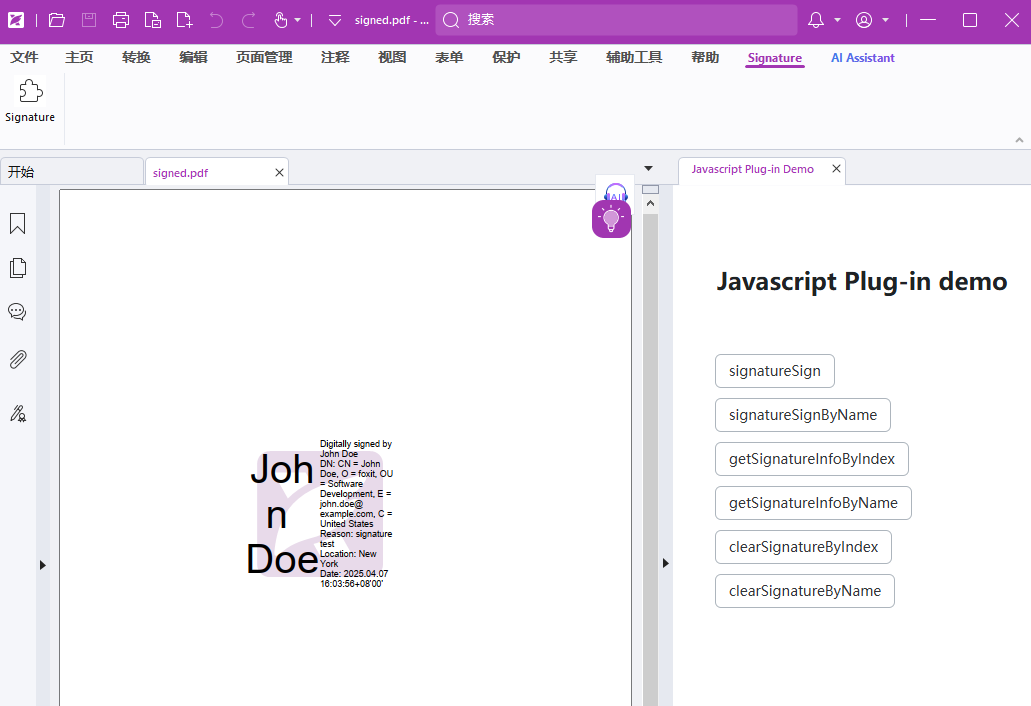 signed.pdf - ...
搜索
文件 主页 转换 编辑 页面管理 注释 视图 表单 保护 共享 辅助工具 帮助 Signature AI Assistant
Signature
开始
signed.pdf
Javascript Plug-in Demo
AI
John
n
Doe
Digitally signed by
John Doe
DN: CN = John
Doe, O = foxit, OU
= Software
Development, E =
john.doe@
example.com, C =
United States
Reason: signature
test
Location: New
York
Date: 2025.04.07
16:03:56+08'00'
Javascript Plug-in demo
signatureSign
signatureSignByName
getSignatureInfoByIndex
getSignatureInfoByName
clearSignatureByIndex
clearSignatureByName